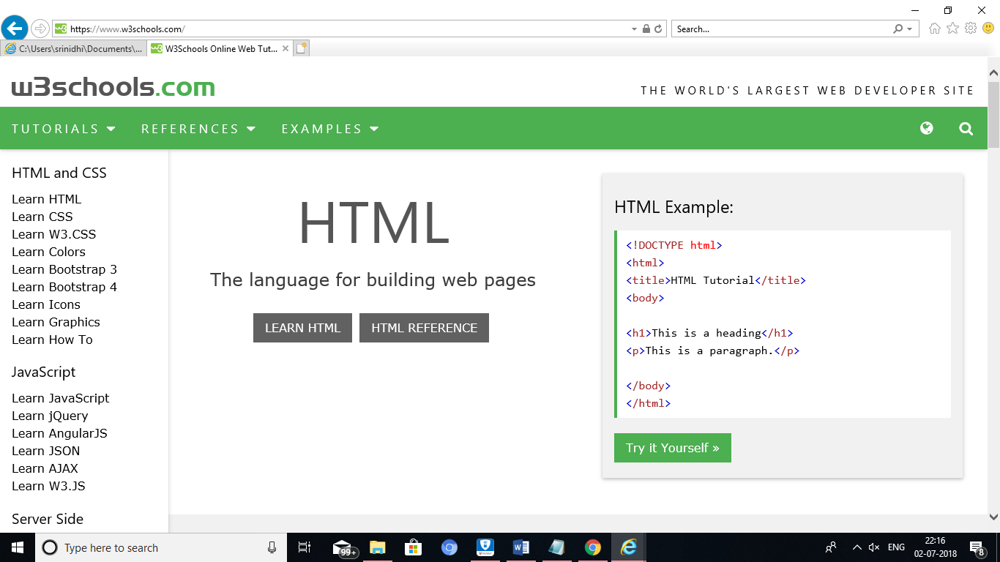 https://www.w3schools.com/
Search...
C:\Users\srinidhi\Documents\...
W3Schools Online Web Tut...
w3schools.com
THE WORLD'S LARGEST WEB DEVELOPER SITE
TUTORIALS REFERENCES EXAMPLES
HTML and CSS
Learn HTML
Learn CSS
Learn W3.CSS
Learn Colors
Learn Bootstrap 3
Learn Bootstrap 4
Learn Icons
Learn Graphics
Learn How To
JavaScript
Learn JavaScript
Learn jQuery
Learn AngularJS
Learn JSON
Learn AJAX
Learn W3.JS
Server Side
HTML
The language for building web pages
LEARN HTML HTML REFERENCE
HTML Example:
<!DOCTYPE html>
<html>
<title>HTML Tutorial</title>
<body>
<h1>This is a heading</h1>
<p>This is a paragraph.</p>
</body>
</html>
Try it Yourself »
Type here to search
99+
W
ENG
22:16
02-07-2018
8